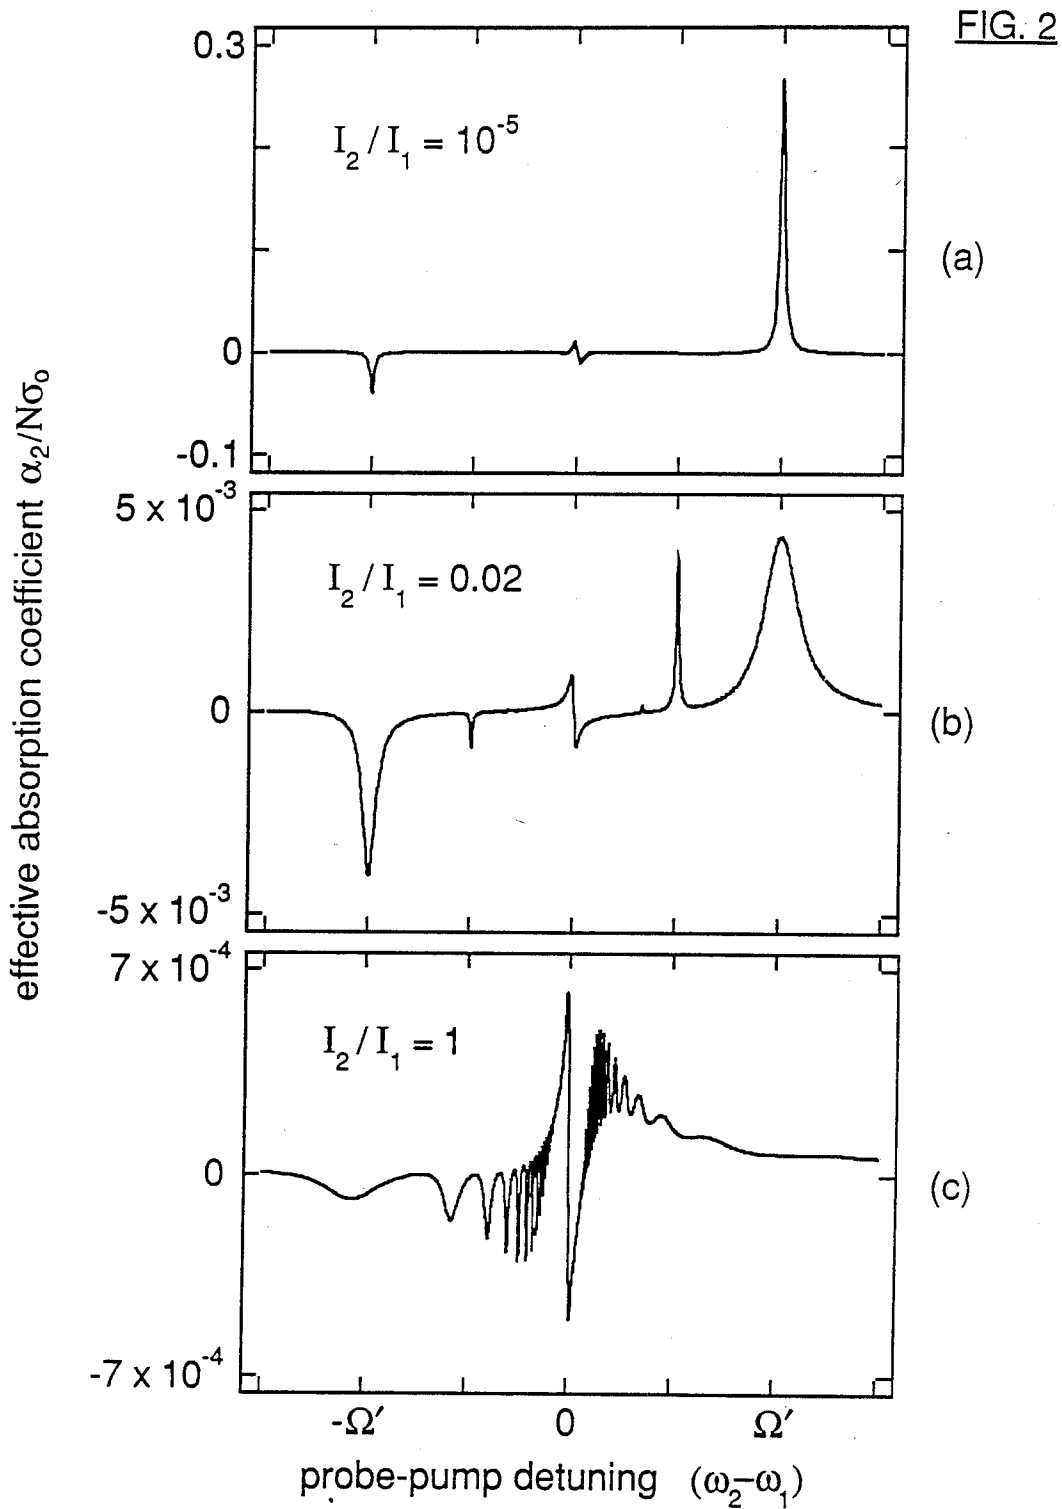 FIG. 2
effective absorption coefficient α₂/Nσ₀
0.3
I₂/I₁ = 10⁻⁵
(a)
0
-0.1
5 x 10⁻³
I₂/I₁ = 0.02
0
(b)
-5 x 10⁻³
7 x 10⁻⁴
I₂/I₁ = 1
0
(c)
-7 x 10⁻⁴
-Ω′ 0 Ω′
probe-pump detuning (ω₂–ω₁)